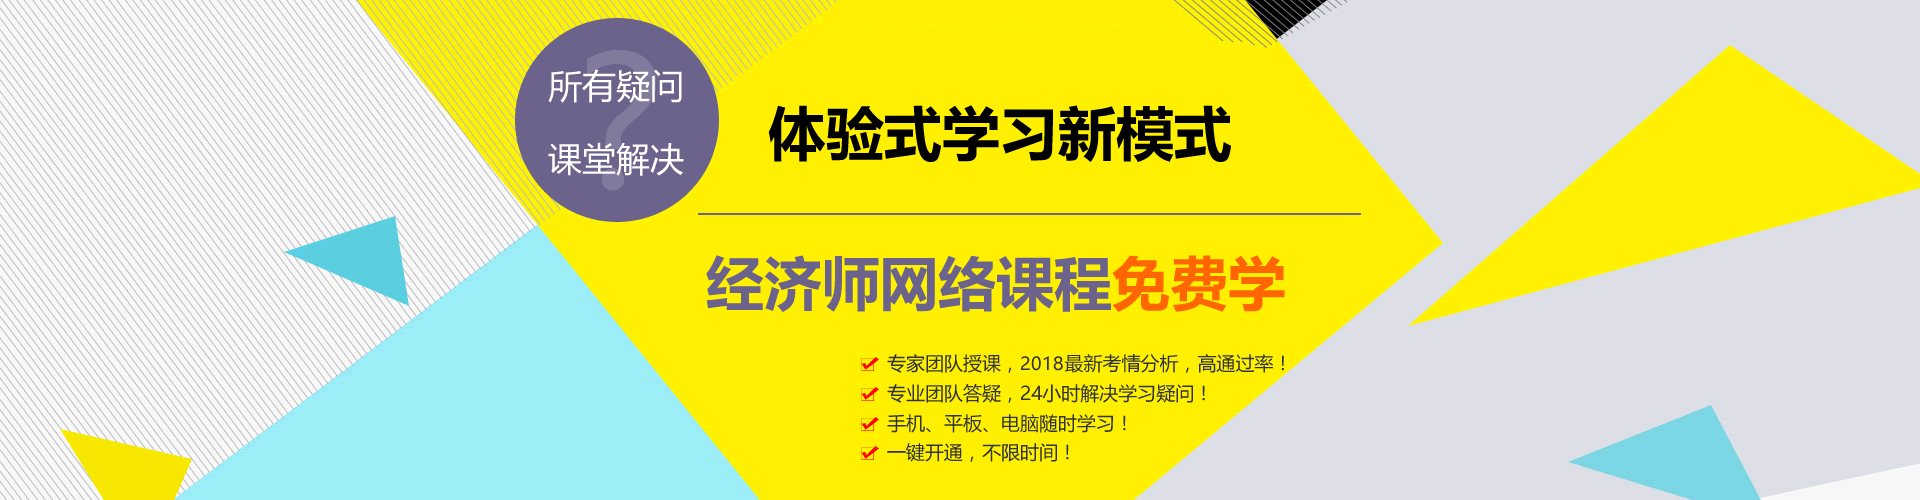 所有疑问
课堂解决
体验式学习新模式
经济师网络课程免费学
专家团队授课，2018最新考情分析，高通过率！
专业团队答疑，24小时解决学习疑问！
手机、平板、电脑随时学习！
一键开通，不限时间！